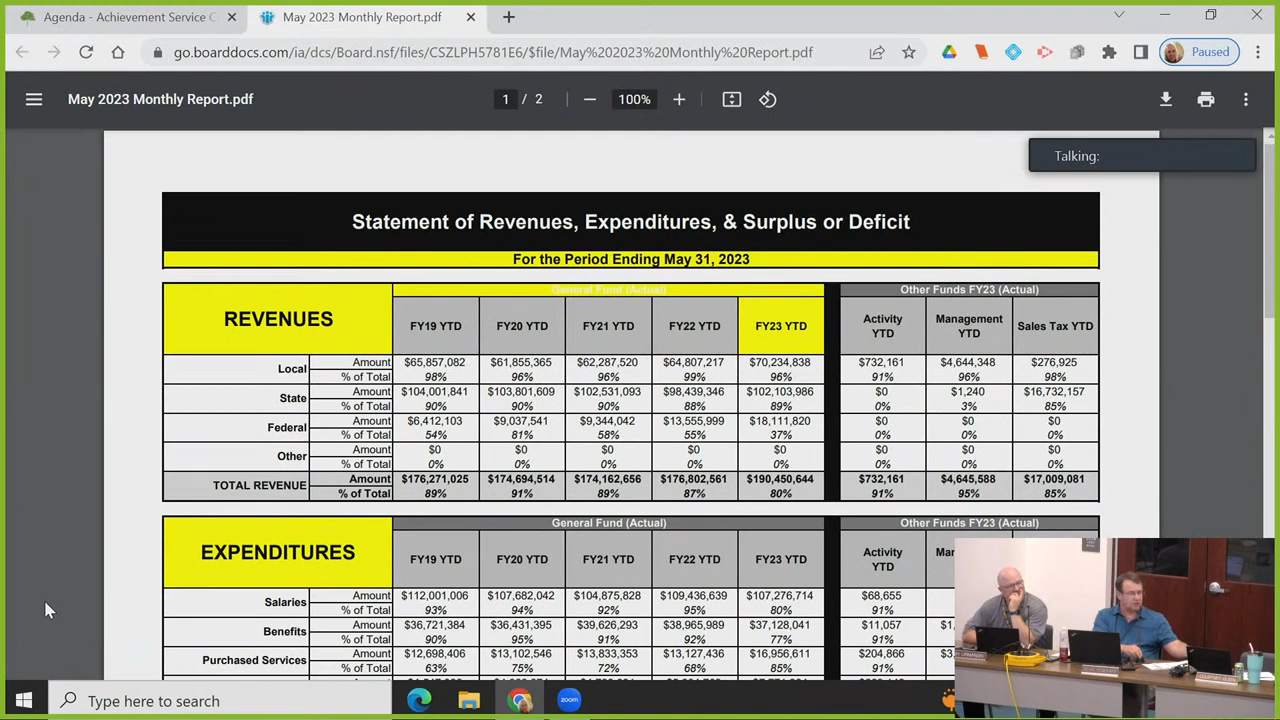 Agenda - Achievement Service C
May 2023 Monthly Report.pdf
go.boarddocs.com/ia/dcs/Board.nsf/files/CSZLPH5781E6/$file/May%202023%20Monthly%20Report.pdf
Paused
May 2023 Monthly Report.pdf
1 / 2
100%
Talking:
Statement of Revenues, Expenditures, & Surplus or Deficit
For the Period Ending May 31, 2023
General Fund (Actual) Other Funds FY23 (Actual)
REVENUES FY19 YTD FY20 YTD FY21 YTD FY22 YTD FY23 YTD Activity YTD Management YTD Sales Tax YTD
Local Amount $65,857,082 $61,855,365 $62,287,520 $64,807,217 $70,234,838 $732,161 $4,644,348 $276,925
% of Total 98% 96% 96% 99% 96% 91% 96% 98%
State Amount $104,001,841 $103,801,609 $102,531,093 $98,439,346 $102,103,986 $0 $1,240 $16,732,157
% of Total 90% 90% 90% 88% 89% 0% 3% 85%
Federal Amount $6,412,103 $9,037,541 $9,344,042 $13,555,999 $18,111,820 $0 $0 $0
% of Total 54% 81% 58% 55% 37% 0% 0% 0%
Other Amount $0 $0 $0 $0 $0 $0 $0 $0
% of Total 0% 0% 0% 0% 0% 0% 0% 0%
TOTAL REVENUE Amount $176,271,025 $174,694,514 $174,162,656 $176,802,561 $190,450,644 $732,161 $4,645,588 $17,009,081
% of Total 89% 91% 89% 87% 80% 91% 95% 85%
General Fund (Actual) Other Funds FY23 (Actual)
EXPENDITURES FY19 YTD FY20 YTD FY21 YTD FY22 YTD FY23 YTD Activity YTD
Salaries Amount $112,001,006 $107,682,042 $104,875,828 $109,436,639 $107,276,714 $68,655
% of Total 93% 94% 92% 95% 80% 91%
Benefits Amount $36,721,384 $36,431,395 $39,626,293 $38,965,989 $37,128,041 $11,057
% of Total 90% 95% 91% 92% 77% 91%
Purchased Services Amount $12,698,406 $13,102,546 $13,833,353 $13,127,436 $16,956,611 $204,866
% of Total 63% 75% 72% 68% 85% 91%
Type here to search
zoom